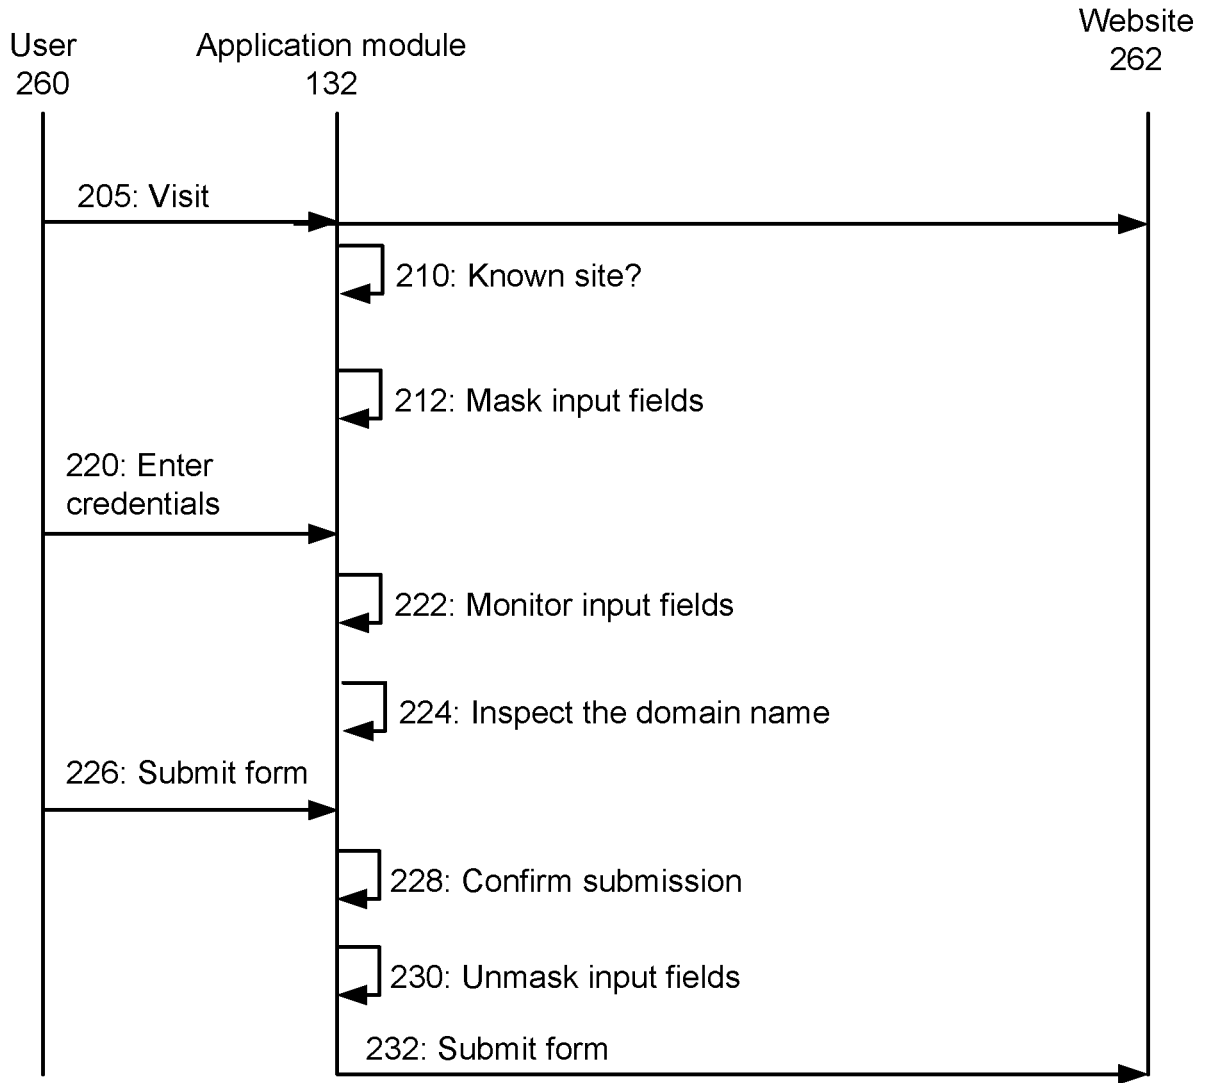 User
260
Application module
132
Website
262
205: Visit
210: Known site?
212: Mask input fields
220: Enter
credentials
222: Monitor input fields
224: Inspect the domain name
226: Submit form
228: Confirm submission
230: Unmask input fields
232: Submit form